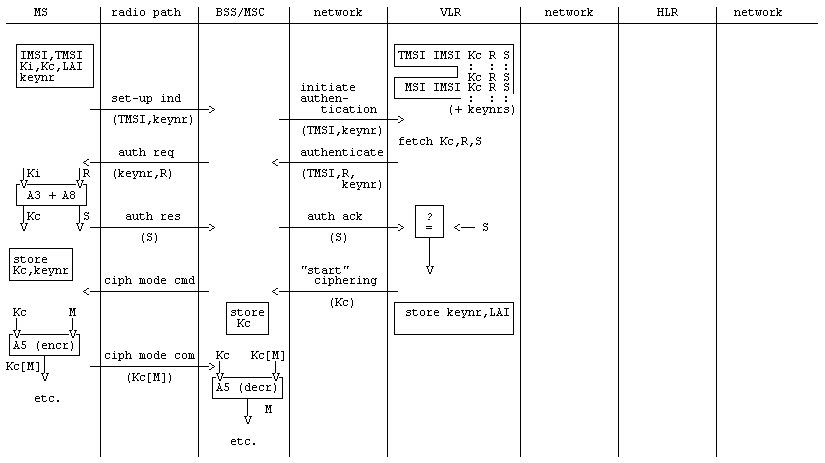 MS radio path BSS/MSC network VLR network HLR network
IMSI,TMSI
Ki,Kc,LAI
keynr
TMSI IMSI Kc R S
: : :
Kc R S
MSI IMSI Kc R S
: : :
(+ keynrs)
set-up ind
(TMSI,keynr)
initiate
authen-
tication
(TMSI,keynr)
fetch Kc,R,S
auth req
(keynr,R)
authenticate
(TMSI,R,
keynr)
Ki R
A3 + A8
Kc S
auth res
(S)
auth ack
(S)
?
=
S
store
Kc,keynr
ciph mode cmd
"start"
ciphering
(Kc)
store
Kc
store keynr,LAI
Kc M
A5 (encr)
Kc[M]
ciph mode com
(Kc[M])
Kc Kc[M]
A5 (decr)
M
etc.
etc.